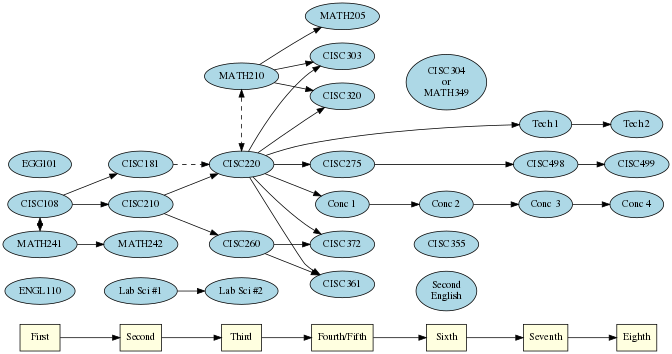 MATH205
CISC303
MATH210
CISC304
or
MATH349
CISC320
Tech 1
Tech 2
EGG101
CISC181
CISC220
CISC275
CISC498
CISC499
CISC108
CISC210
Conc 1
Conc 2
Conc 3
Conc 4
MATH241
MATH242
CISC260
CISC372
CISC355
CISC361
ENGL110
Lab Sci #1
Lab Sci #2
Second
English
First
Second
Third
Fourth/Fifth
Sixth
Seventh
Eighth